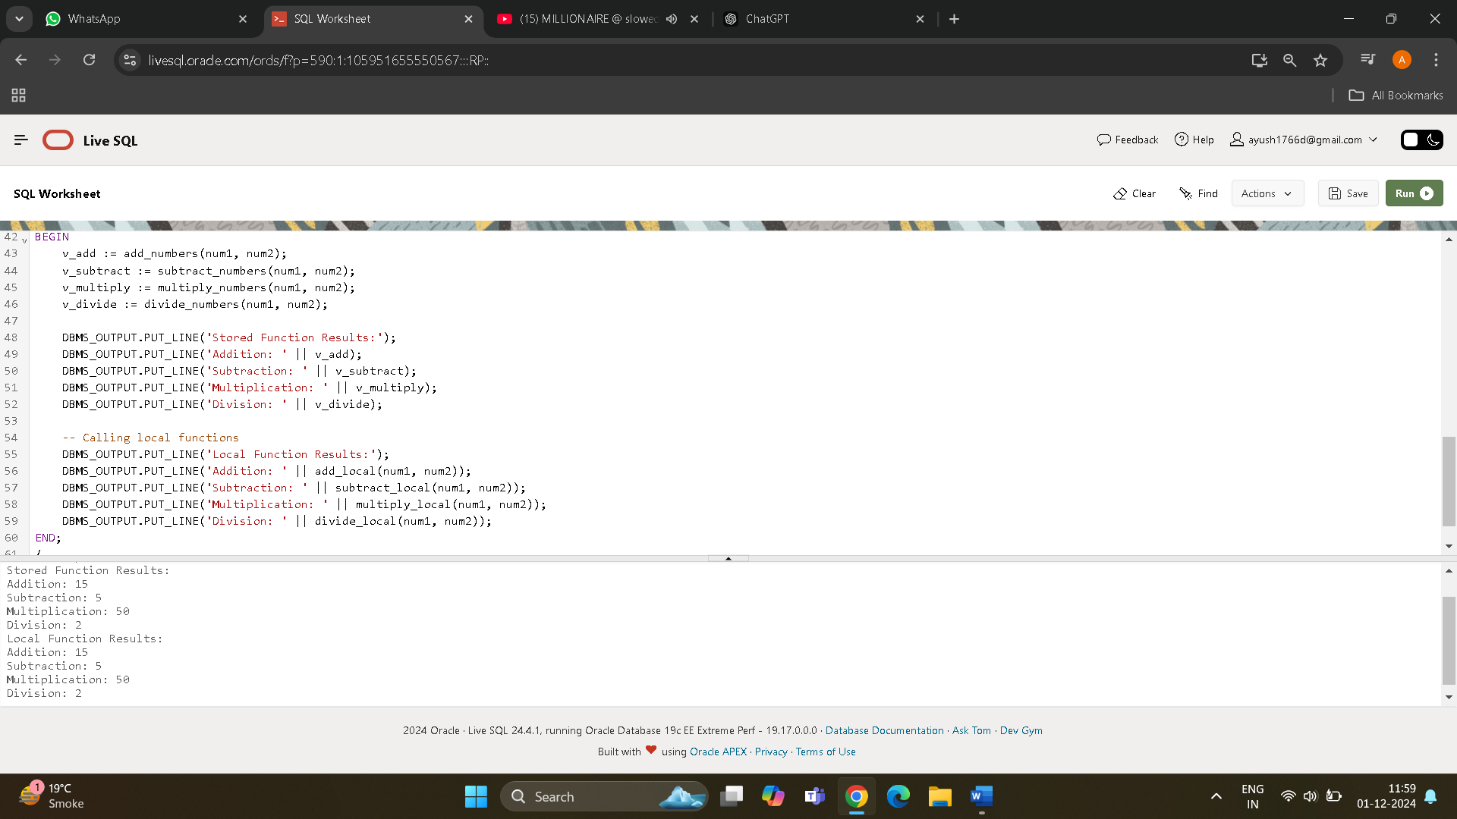 WhatsApp
SQL Worksheet
(15) MILLIONAIRE @ slowed
ChatGPT
livesql.oracle.com/ords/f?p=590:1:105951655550567:::RP::
A
All Bookmarks
Live SQL
Feedback
Help
ayush1766d@gmail.com
SQL Worksheet
Clear
Find
Actions
Save
Run
42 BEGIN
43 v_add := add_numbers(num1, num2);
44 v_subtract := subtract_numbers(num1, num2);
45 v_multiply := multiply_numbers(num1, num2);
46 v_divide := divide_numbers(num1, num2);
47
48 DBMS_OUTPUT.PUT_LINE('Stored Function Results:');
49 DBMS_OUTPUT.PUT_LINE('Addition: ' || v_add);
50 DBMS_OUTPUT.PUT_LINE('Subtraction: ' || v_subtract);
51 DBMS_OUTPUT.PUT_LINE('Multiplication: ' || v_multiply);
52 DBMS_OUTPUT.PUT_LINE('Division: ' || v_divide);
53
54 -- Calling local functions
55 DBMS_OUTPUT.PUT_LINE('Local Function Results:');
56 DBMS_OUTPUT.PUT_LINE('Addition: ' || add_local(num1, num2));
57 DBMS_OUTPUT.PUT_LINE('Subtraction: ' || subtract_local(num1, num2));
58 DBMS_OUTPUT.PUT_LINE('Multiplication: ' || multiply_local(num1, num2));
59 DBMS_OUTPUT.PUT_LINE('Division: ' || divide_local(num1, num2));
60 END;
61 /
Stored Function Results:
Addition: 15
Subtraction: 5
Multiplication: 50
Division: 2
Local Function Results:
Addition: 15
Subtraction: 5
Multiplication: 50
Division: 2
2024 Oracle · Live SQL 24.4.1, running Oracle Database 19c EE Extreme Perf - 19.17.0.0.0 · Database Documentation · Ask Tom · Dev Gym
Built with ❤ using Oracle APEX · Privacy · Terms of Use
1
19°C
Smoke
Search
ENG
IN
11:59
01-12-2024